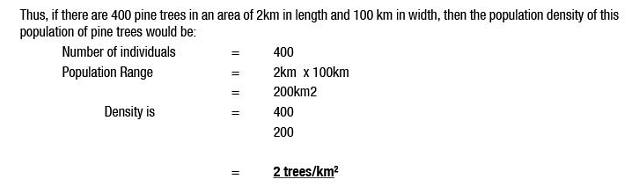 Thus, if there are 400 pine trees in an area of 2km in length and 100 km in width, then the population density of this
population of pine trees would be:
Number of individuals = 400
Population Range = 2km x 100km
= 200km2
Density is = 400
200
= 2 trees/km²